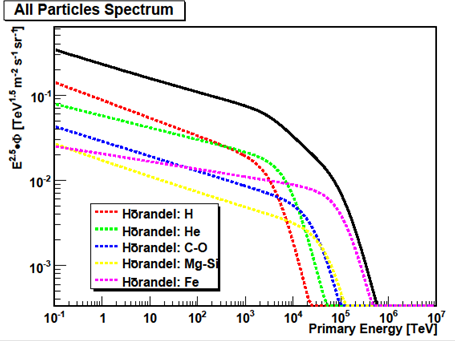 All Particles Spectrum
E^2.5●Φ [TeV^1.5 m^-2 s^-1 sr^-1]
10^-1
10^-2
10^-3
Hörandel: H
Hörandel: He
Hörandel: C-O
Hörandel: Mg-Si
Hörandel: Fe
10^-1 1 10 10^2 10^3 10^4 10^5 10^6 10^7
Primary Energy [TeV]